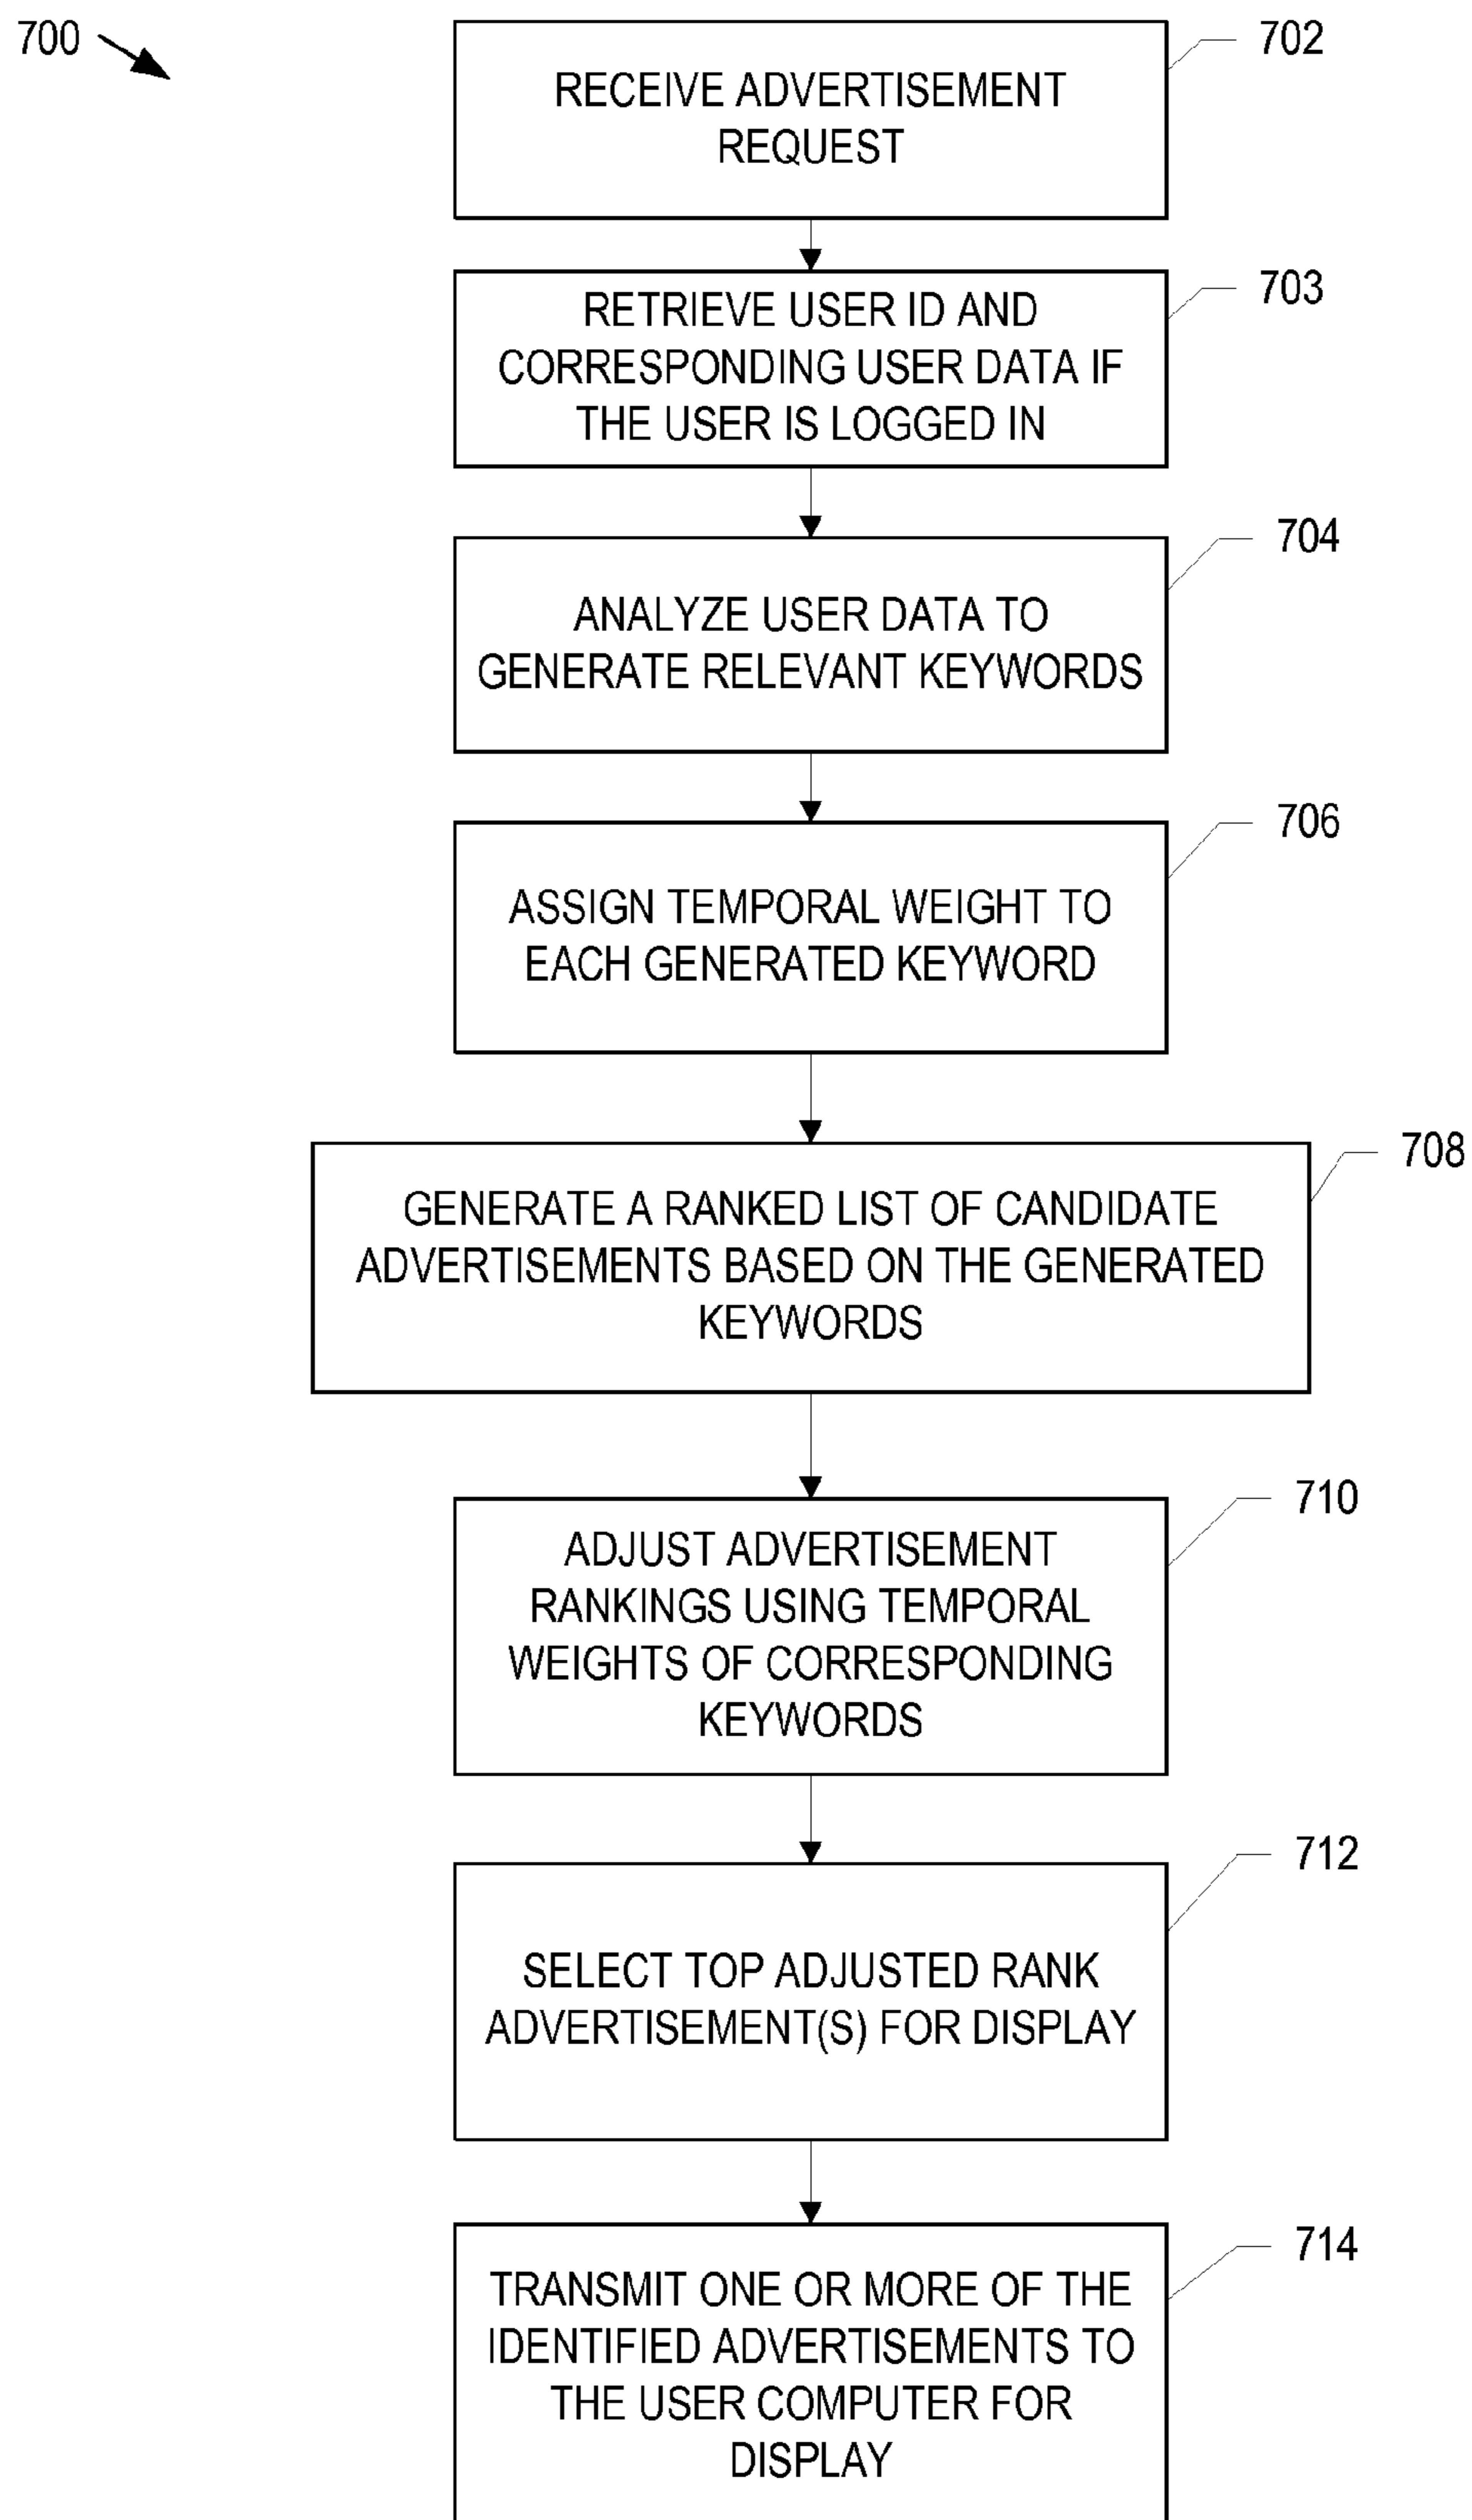 700
702
RECEIVE ADVERTISEMENT
REQUEST
703
RETRIEVE USER ID AND
CORRESPONDING USER DATA IF
THE USER IS LOGGED IN
704
ANALYZE USER DATA TO
GENERATE RELEVANT KEYWORDS
706
ASSIGN TEMPORAL WEIGHT TO
EACH GENERATED KEYWORD
708
GENERATE A RANKED LIST OF CANDIDATE
ADVERTISEMENTS BASED ON THE GENERATED
KEYWORDS
710
ADJUST ADVERTISEMENT
RANKINGS USING TEMPORAL
WEIGHTS OF CORRESPONDING
KEYWORDS
712
SELECT TOP ADJUSTED RANK
ADVERTISEMENT(S) FOR DISPLAY
714
TRANSMIT ONE OR MORE OF THE
IDENTIFIED ADVERTISEMENTS TO
THE USER COMPUTER FOR
DISPLAY